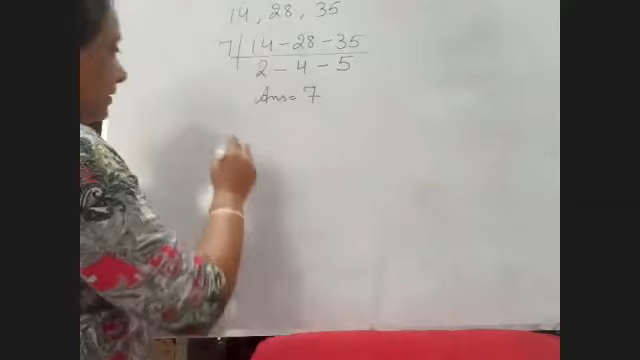 14, 28, 35
7 | 14 - 28 - 35
2 - 4 - 5
Ans = 7